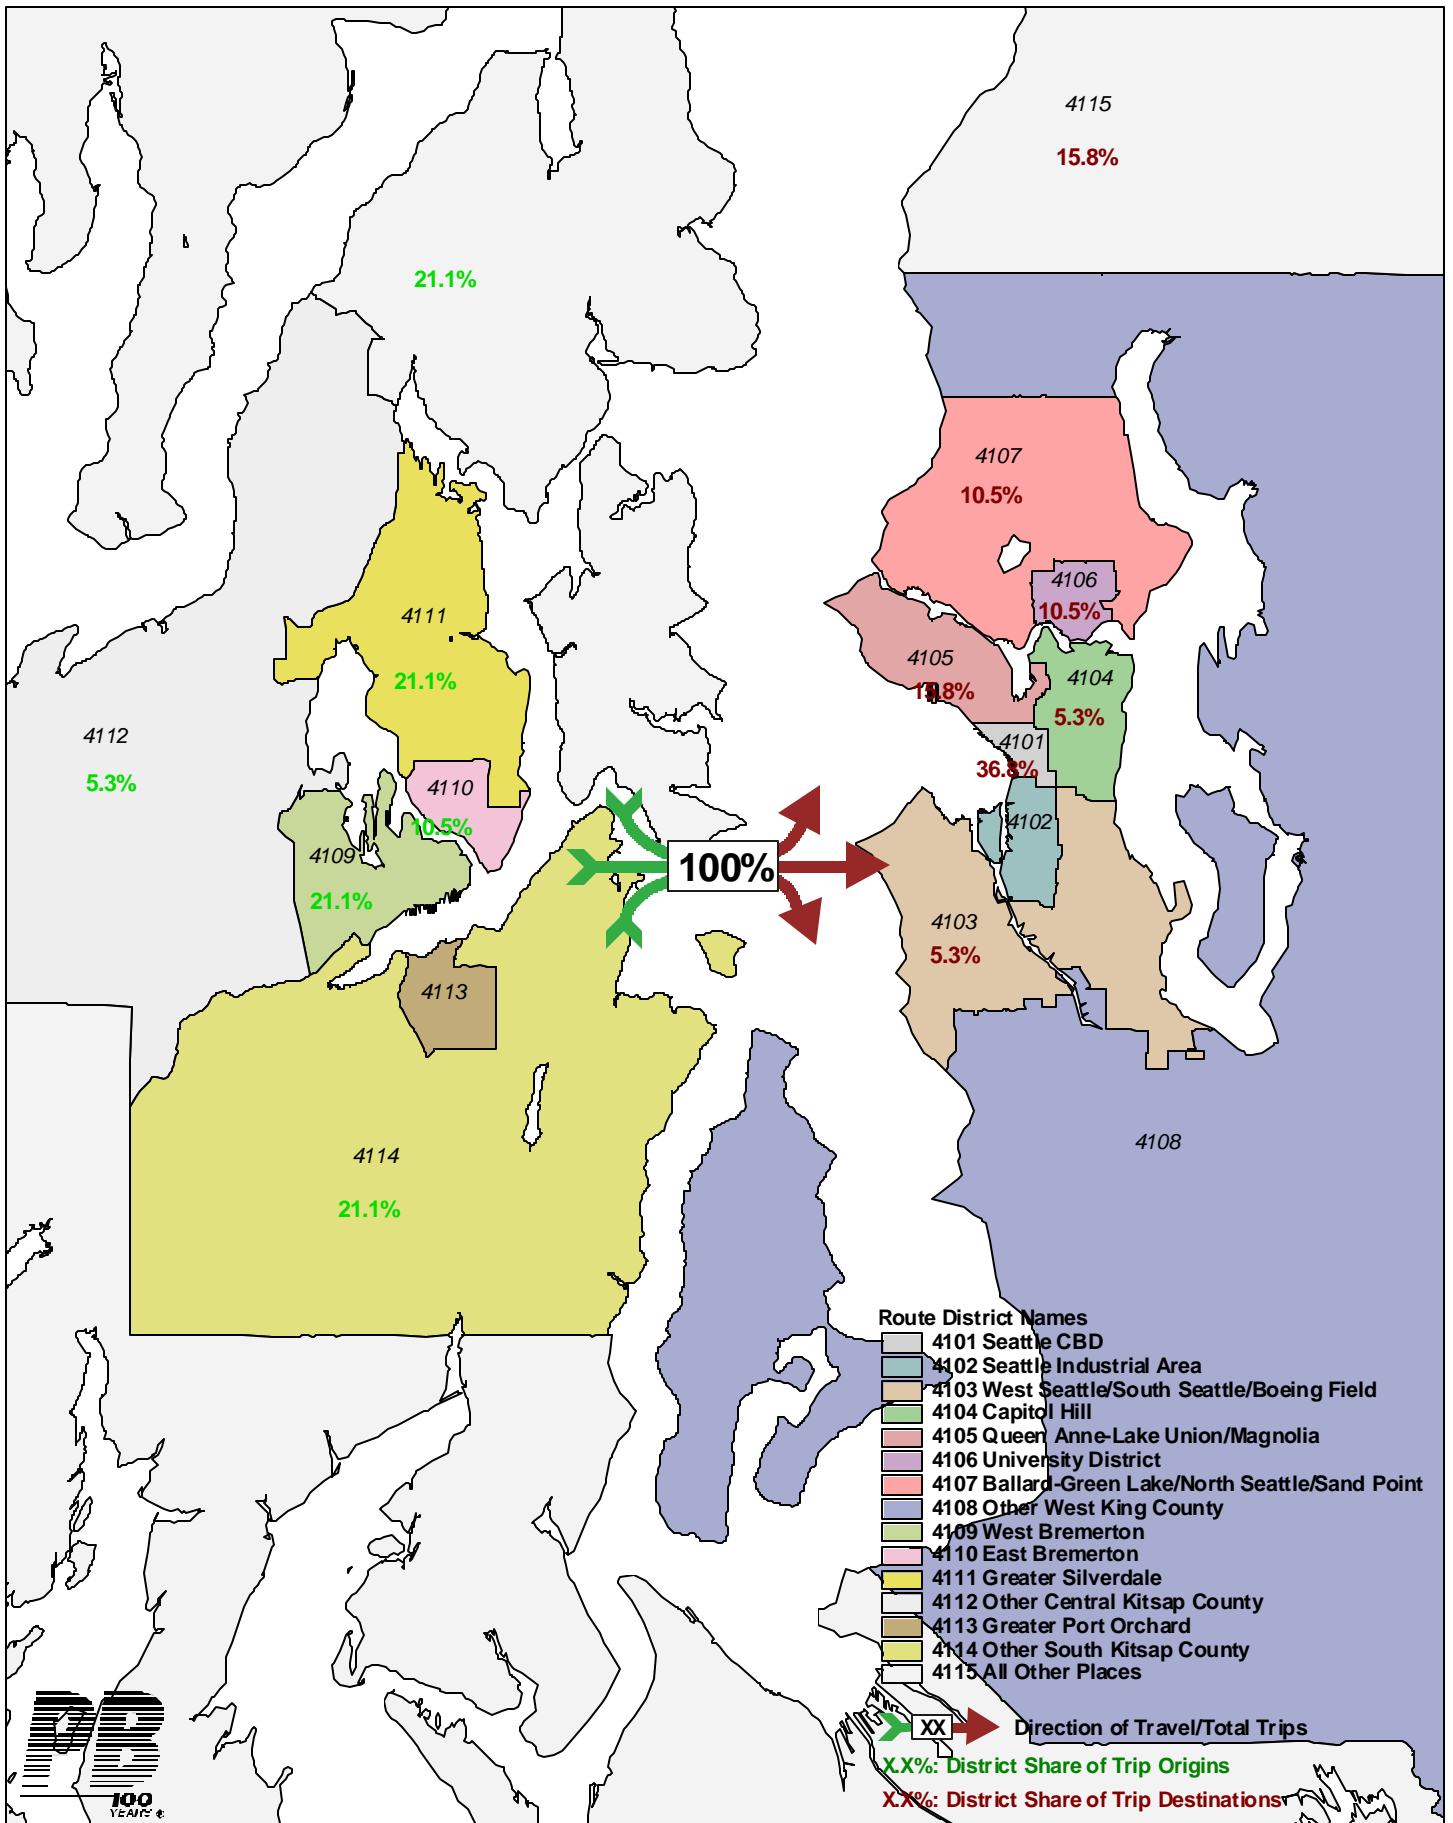 4115
15.8%
21.1%
4107
10.5%
4106
10.5%
4111
21.1%
4105
15.8%
4104
5.3%
4112
5.3%
4101
36.8%
4110
10.5%
4102
4109
21.1%
100%
4103
5.3%
4113
4108
4114
21.1%
Route District Names
4101 Seattle CBD
4102 Seattle Industrial Area
4103 West Seattle/South Seattle/Boeing Field
4104 Capitol Hill
4105 Queen Anne-Lake Union/Magnolia
4106 University District
4107 Ballard-Green Lake/North Seattle/Sand Point
4108 Other West King County
4109 West Bremerton
4110 East Bremerton
4111 Greater Silverdale
4112 Other Central Kitsap County
4113 Greater Port Orchard
4114 Other South Kitsap County
4115 All Other Places
XX Direction of Travel/Total Trips
X.X%: District Share of Trip Origins
X.X%: District Share of Trip Destinations
PB
100
YEARS ®